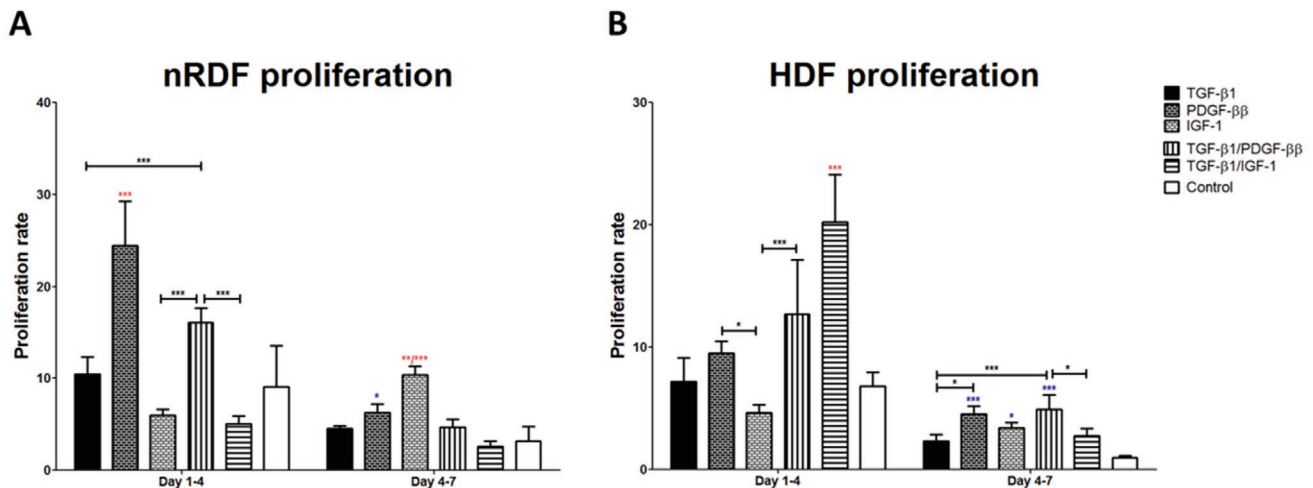 A
nRDF proliferation
40
30
20
10
0
Proliferation rate
***
***
***
***
*
**/***
Day 1-4
Day 4-7
B
HDF proliferation
30
20
10
0
Proliferation rate
*
***
***
*
***
***
*
***
*
Day 1-4
Day 4-7
TGF-β1
PDGF-ββ
IGF-1
TGF-β1/PDGF-ββ
TGF-β1/IGF-1
Control